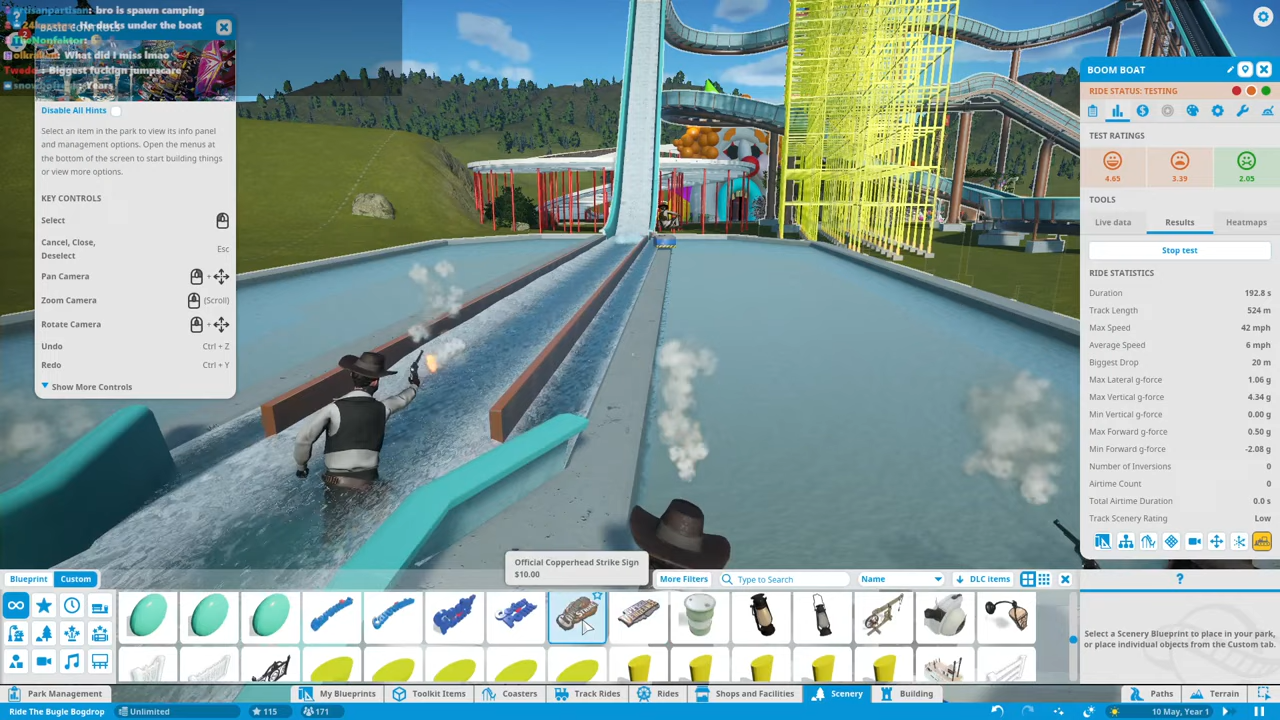 artisanpartisan: bro is spawn camping
He ducks under the boat
TheNonfaktor:
What did I miss lmao
Biggest fuckign jumpscare
Years
BASIC CONTROLS
Disable All Hints
Select an item in the park to view its info panel
and management options. Open the menus at
the bottom of the screen to start building things
or view more options.
KEY CONTROLS
Select
Cancel, Close,
Deselect
Esc
Pan Camera
+
Zoom Camera
(Scroll)
Rotate Camera
+
Undo
Ctrl + Z
Redo
Ctrl + Y
Show More Controls
BOOM BOAT
RIDE STATUS: TESTING
TEST RATINGS
4.65 3.39 2.05
TOOLS
Live data Results Heatmaps
Stop test
RIDE STATISTICS
Duration 192.8 s
Track Length 524 m
Max Speed 42 mph
Average Speed 6 mph
Biggest Drop 20 m
Max Lateral g-force 1.06 g
Max Vertical g-force 4.34 g
Min Vertical g-force 0.00 g
Max Forward g-force 0.50 g
Min Forward g-force -2.08 g
Number of Inversions 0
Airtime Count 0
Total Airtime Duration 0.0 s
Track Scenery Rating Low
Official Copperhead Strike Sign
$10.00
Blueprint Custom
More Filters Type to Search Name DLC items
?
Select a Scenery Blueprint to place in your park,
or place individual objects from the Custom tab.
Park Management My Blueprints Toolkit Items Coasters Track Rides Rides Shops and Facilities Scenery Building Paths Terrain
Ride The Bugle Bogdrop Unlimited 115 171 10 May, Year 1